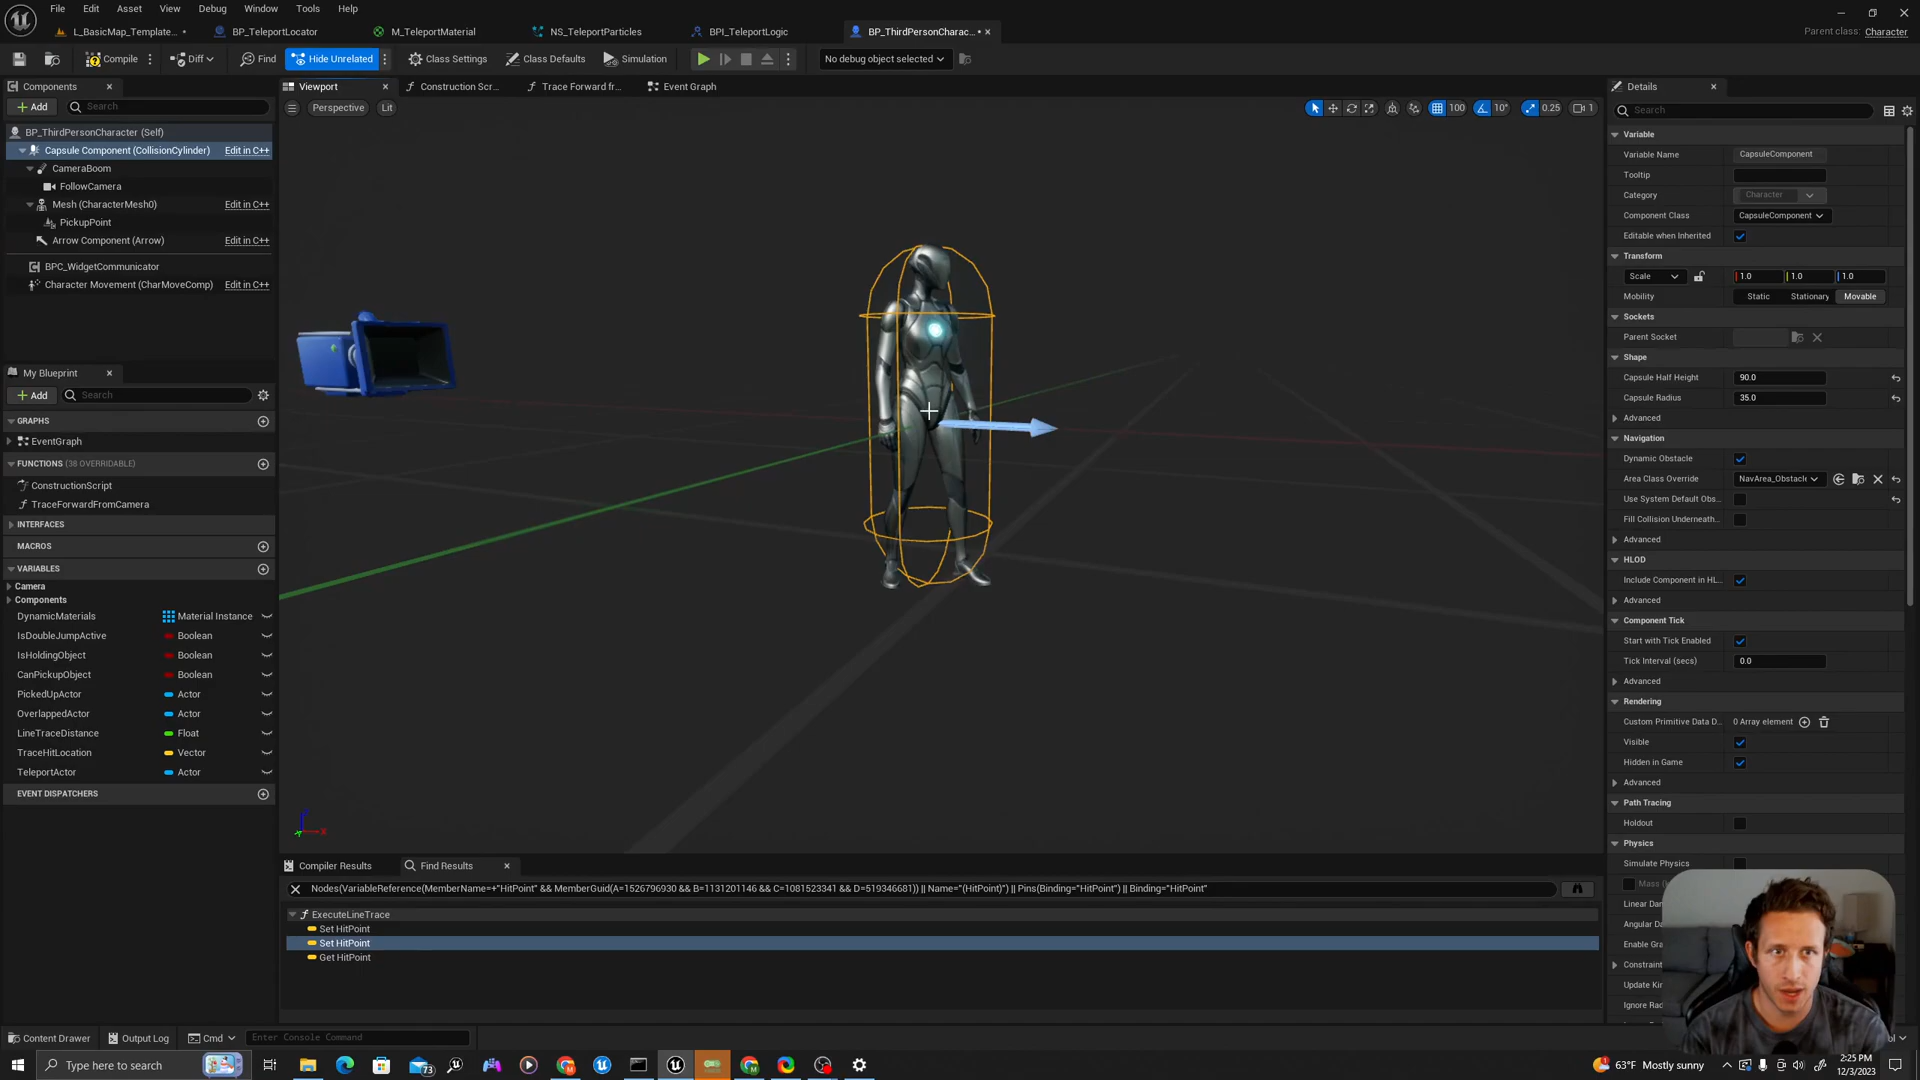 File Edit Asset View Debug Window Tools Help
L_BasicMap_Template... • BP_TeleportLocator M_TeleportMaterial NS_TeleportParticles BPI_TeleportLogic BP_ThirdPersonCharac... •
Parent class: Character
Compile Diff Find Hide Unrelated Class Settings Class Defaults Simulation No debug object selected
Components
Add Search
BP_ThirdPersonCharacter (Self)
Capsule Component (CollisionCylinder) Edit in C++
CameraBoom
FollowCamera
Mesh (CharacterMesh0) Edit in C++
PickupPoint
Arrow Component (Arrow) Edit in C++
BPC_WidgetCommunicator
Character Movement (CharMoveComp) Edit in C++
My Blueprint
Add Search
GRAPHS
EventGraph
FUNCTIONS (38 OVERRIDABLE)
ConstructionScript
TraceForwardFromCamera
INTERFACES
MACROS
VARIABLES
Camera
Components
DynamicMaterials Material Instance
IsDoubleJumpActive Boolean
IsHoldingObject Boolean
CanPickupObject Boolean
PickedUpActor Actor
OverlappedActor Actor
LineTraceDistance Float
TraceHitLocation Vector
TeleportActor Actor
EVENT DISPATCHERS
Viewport Construction Scr... Trace Forward fr... Event Graph
Perspective Lit 100 10° 0.25 1
X
Compiler Results Find Results
Nodes(VariableReference(MemberName=+"HitPoint" && MemberGuid(A=1526796930 && B=1131201146 && C=1081523341 && D=519346681)) || Name="(HitPoint)") || Pins(Binding="HitPoint") || Binding="HitPoint"
ExecuteLineTrace
Set HitPoint
Set HitPoint
Get HitPoint
Details
Search
Variable
Variable Name CapsuleComponent
Tooltip
Category Character
Component Class CapsuleComponent
Editable when Inherited
Transform
Scale 1.0 1.0 1.0
Mobility Static Stationary Movable
Sockets
Parent Socket
Shape
Capsule Half Height 90.0
Capsule Radius 35.0
Advanced
Navigation
Dynamic Obstacle
Area Class Override NavArea_Obstacle
Use System Default Obs...
Fill Collision Underneath...
Advanced
HLOD
Include Component in HL...
Advanced
Component Tick
Start with Tick Enabled
Tick Interval (secs) 0.0
Advanced
Rendering
Custom Primitive Data D... 0 Array element
Visible
Hidden in Game
Advanced
Path Tracing
Holdout
Physics
Simulate Physics
Mass (
Linear Dam
Angular Da
Enable Gra
Constraint
Update Kin
Ignore Rad
Content Drawer Output Log Cmd Enter Console Command
Type here to search 73 63°F Mostly sunny 2:25 PM
12/3/2023